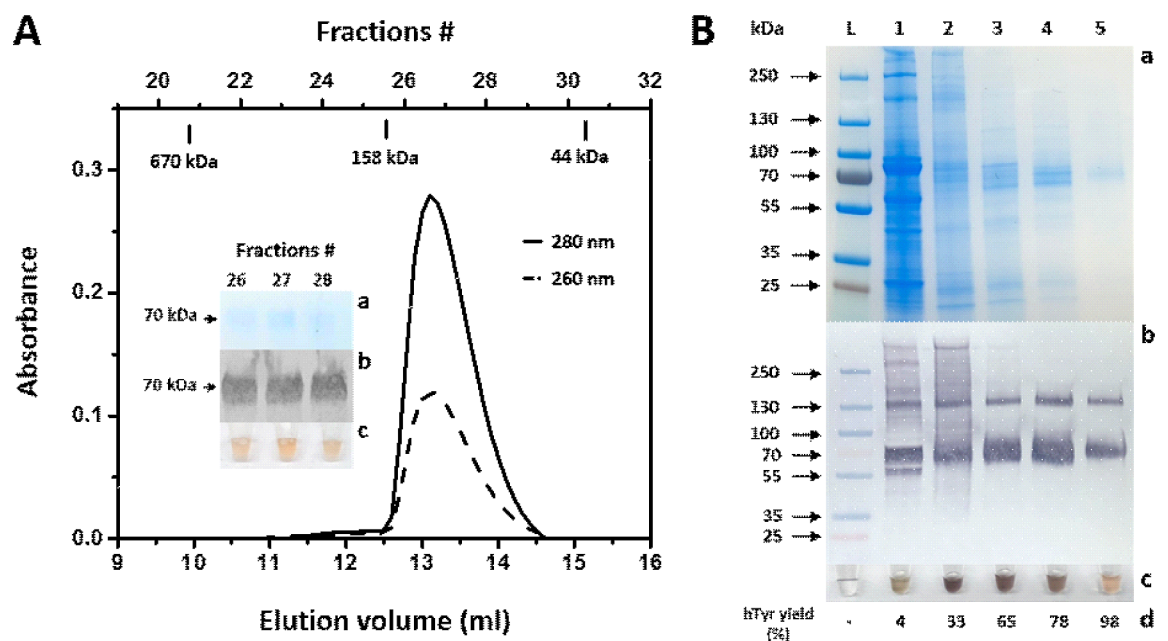 A
Fractions #
20 22 24 26 28 30 32
670 kDa 158 kDa 44 kDa
0.3
0.2
0.1
0.0
Absorbance
280 nm
260 nm
Fractions #
26 27 28
70 kDa a
70 kDa b
c
9 10 11 12 13 14 15 16
Elution volume (ml)
B
kDa L 1 2 3 4 5
a
250
130
100
70
55
35
25
b
250
130
100
70
55
35
25
c
hTyr yield (%) - 4 33 65 78 98 d